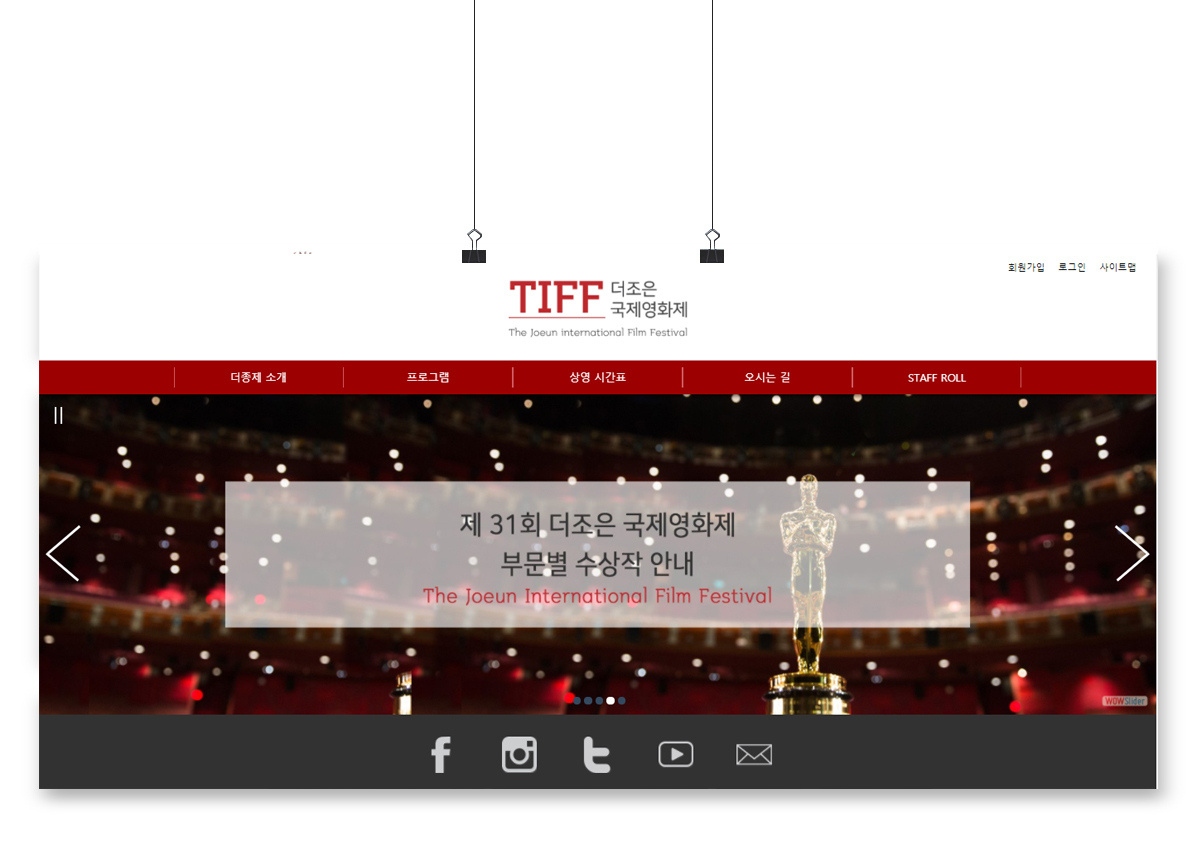 회원가입 로그인 사이트맵
TIFF 더조은
국제영화제
The Joeun International Film Festival
더종제 소개 프로그램 상영 시간표 오시는 길 STAFF ROLL
제 31회 더조은 국제영화제
부문별 수상작 안내
The Joeun International Film Festival
WOWSlider